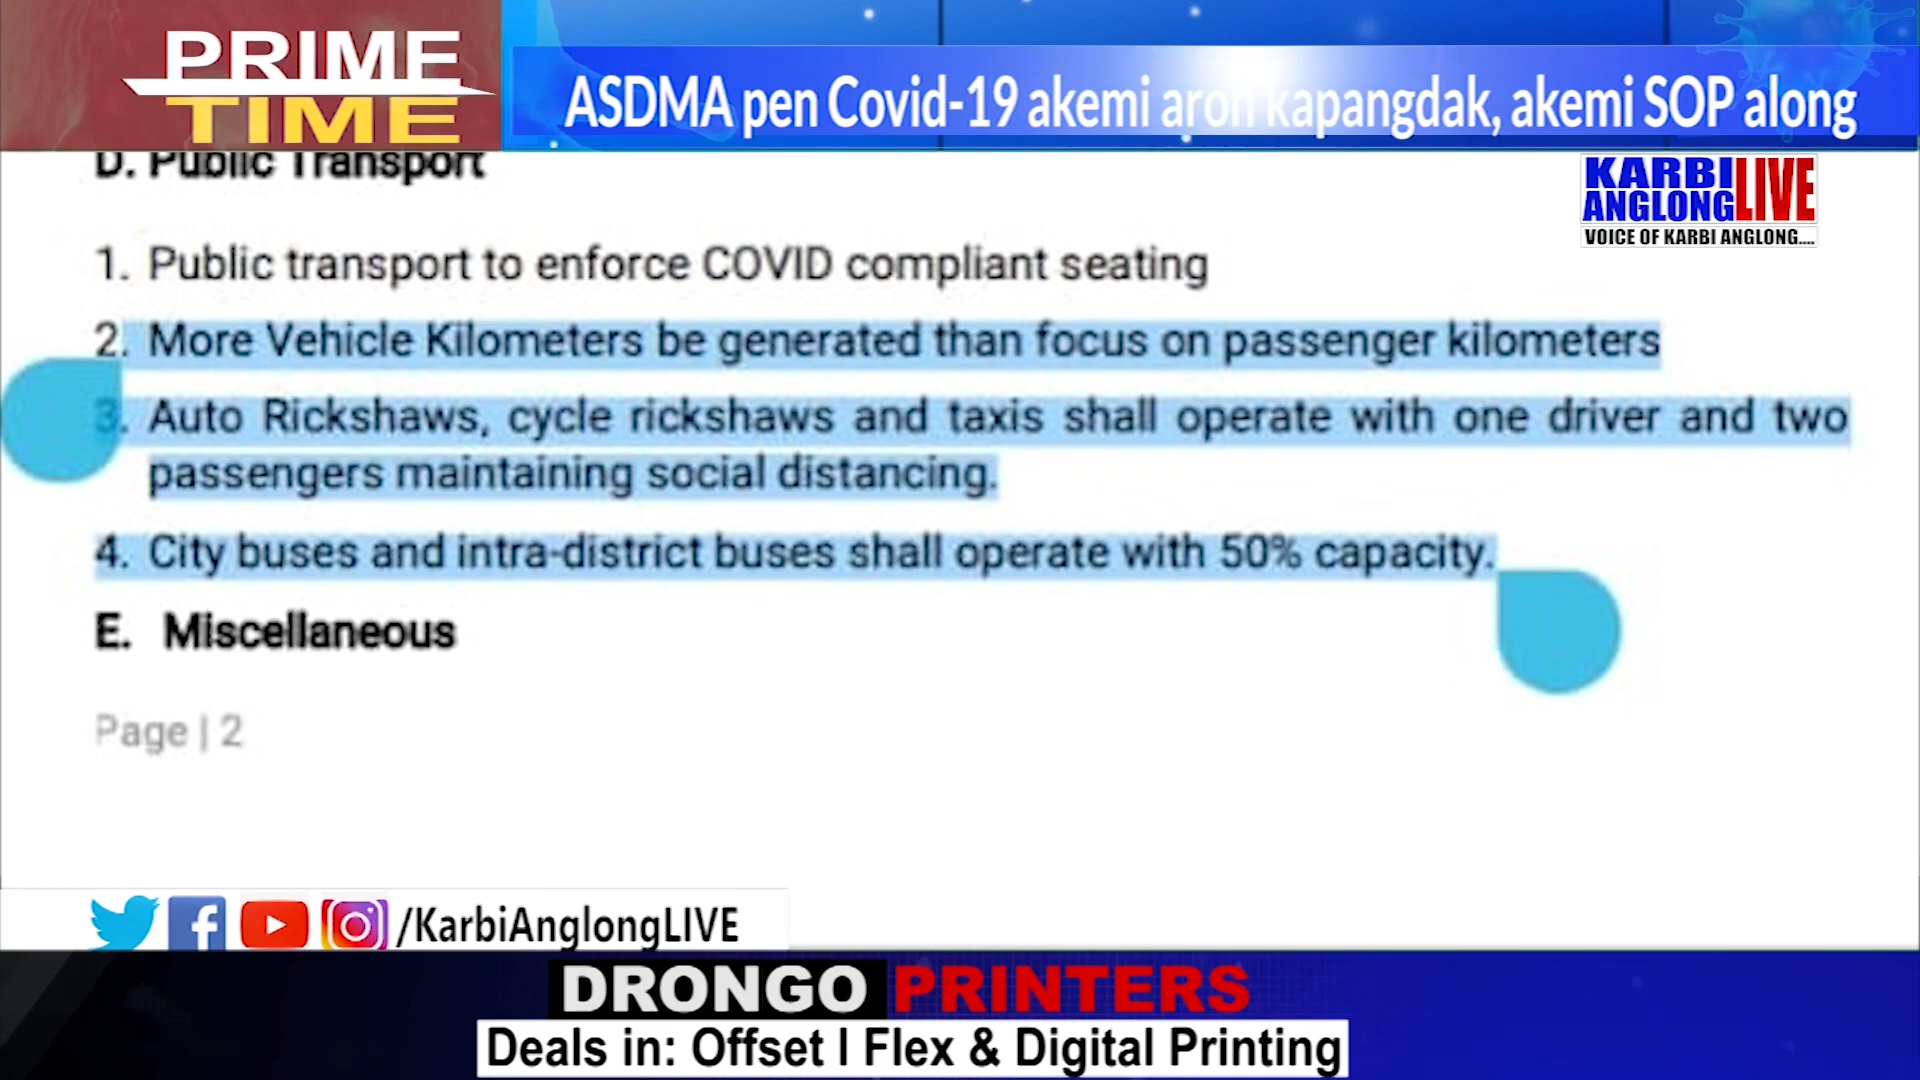 PRIME
TIME
ASDMA pen Covid-19 akemi aron kapangdak, akemi SOP along
KARBI
ANGLONG
LIVE
VOICE OF KARBI ANGLONG....
D. Public Transport
1. Public transport to enforce COVID compliant seating
2. More Vehicle Kilometers be generated than focus on passenger kilometers
3. Auto Rickshaws, cycle rickshaws and taxis shall operate with one driver and two
passengers maintaining social distancing.
4. City buses and intra-district buses shall operate with 50% capacity.
E. Miscellaneous
Page | 2
/KarbiAnglongLIVE
DRONGO PRINTERS
Deals in: Offset l Flex & Digital Printing